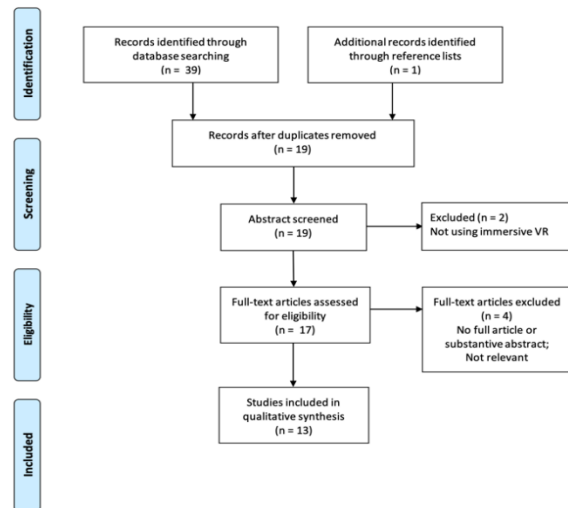 Identification
Records identified through
database searching
(n = 39)
Additional records identified
through reference lists
(n = 1)
Records after duplicates removed
(n = 19)
Screening
Abstract screened
(n = 19)
Excluded (n = 2)
Not using immersive VR
Eligibility
Full-text articles assessed
for eligibility
(n = 17)
Full-text articles excluded
(n = 4)
No full article or
substantive abstract;
Not relevant
Included
Studies included in
qualitative synthesis
(n = 13)